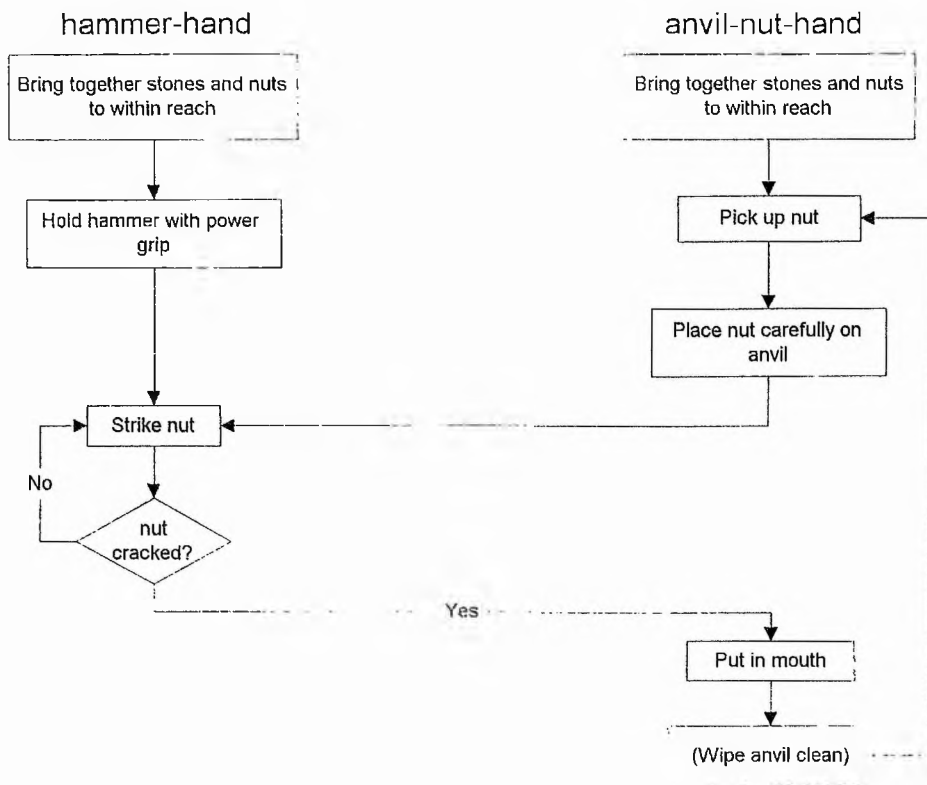 hammer-hand
anvil-nut-hand
Bring together stones and nuts
to within reach
Bring together stones and nuts
to within reach
Hold hammer with power
grip
Pick up nut
Place nut carefully on
anvil
Strike nut
No
nut
cracked?
Yes
Put in mouth
(Wipe anvil clean)